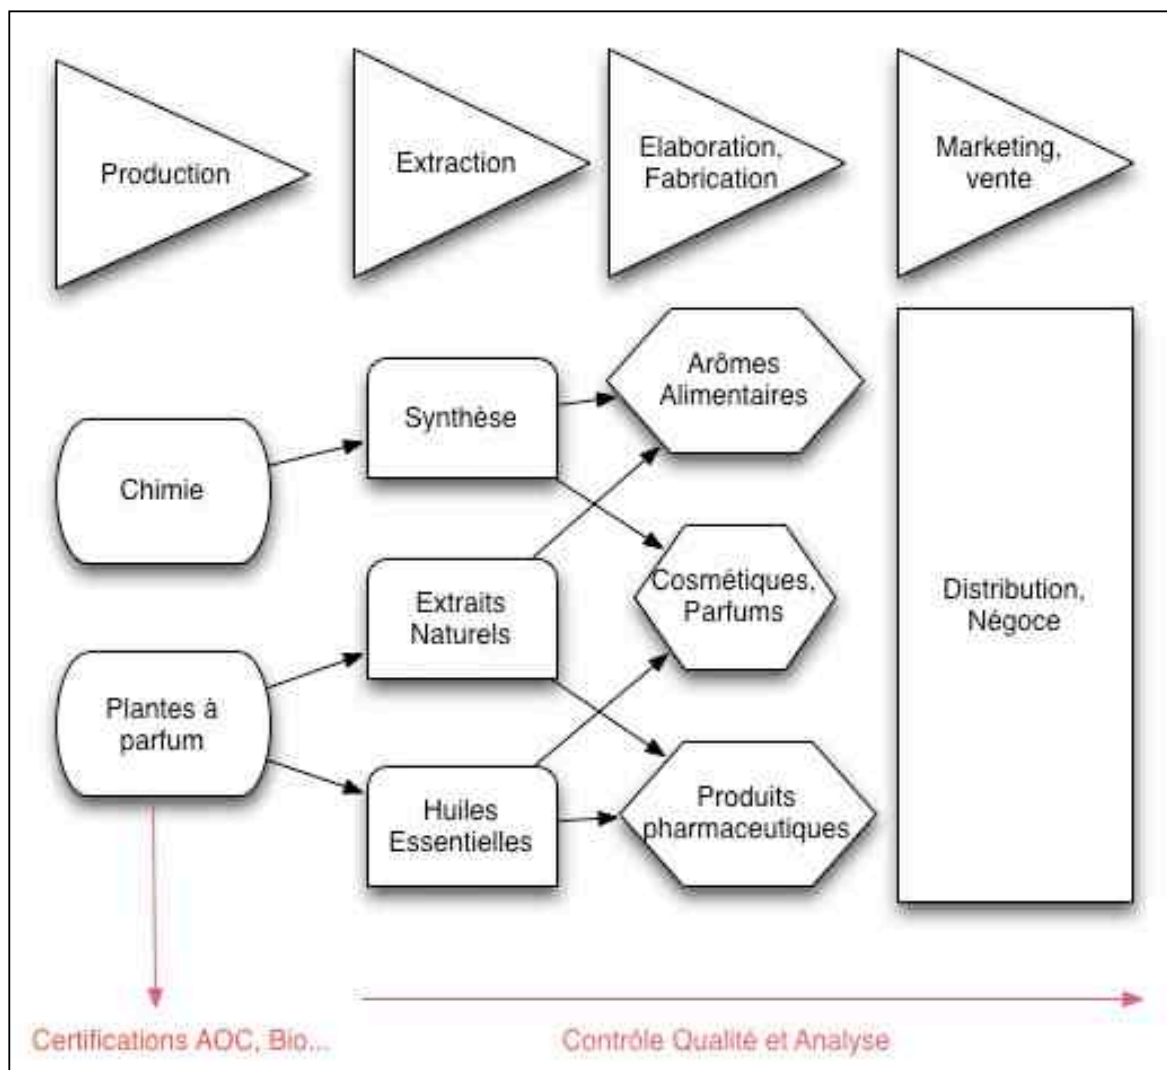 Production
Extraction
Elaboration,
Fabrication
Marketing,
vente
Chimie
Synthèse
Arômes
Alimentaires
Extraits
Naturels
Cosmétiques,
Parfums
Distribution,
Négoce
Plantes à
parfum
Huiles
Essentielles
Produits
pharmaceutiques
Certifications AOC, Bio...
Contrôle Qualité et Analyse